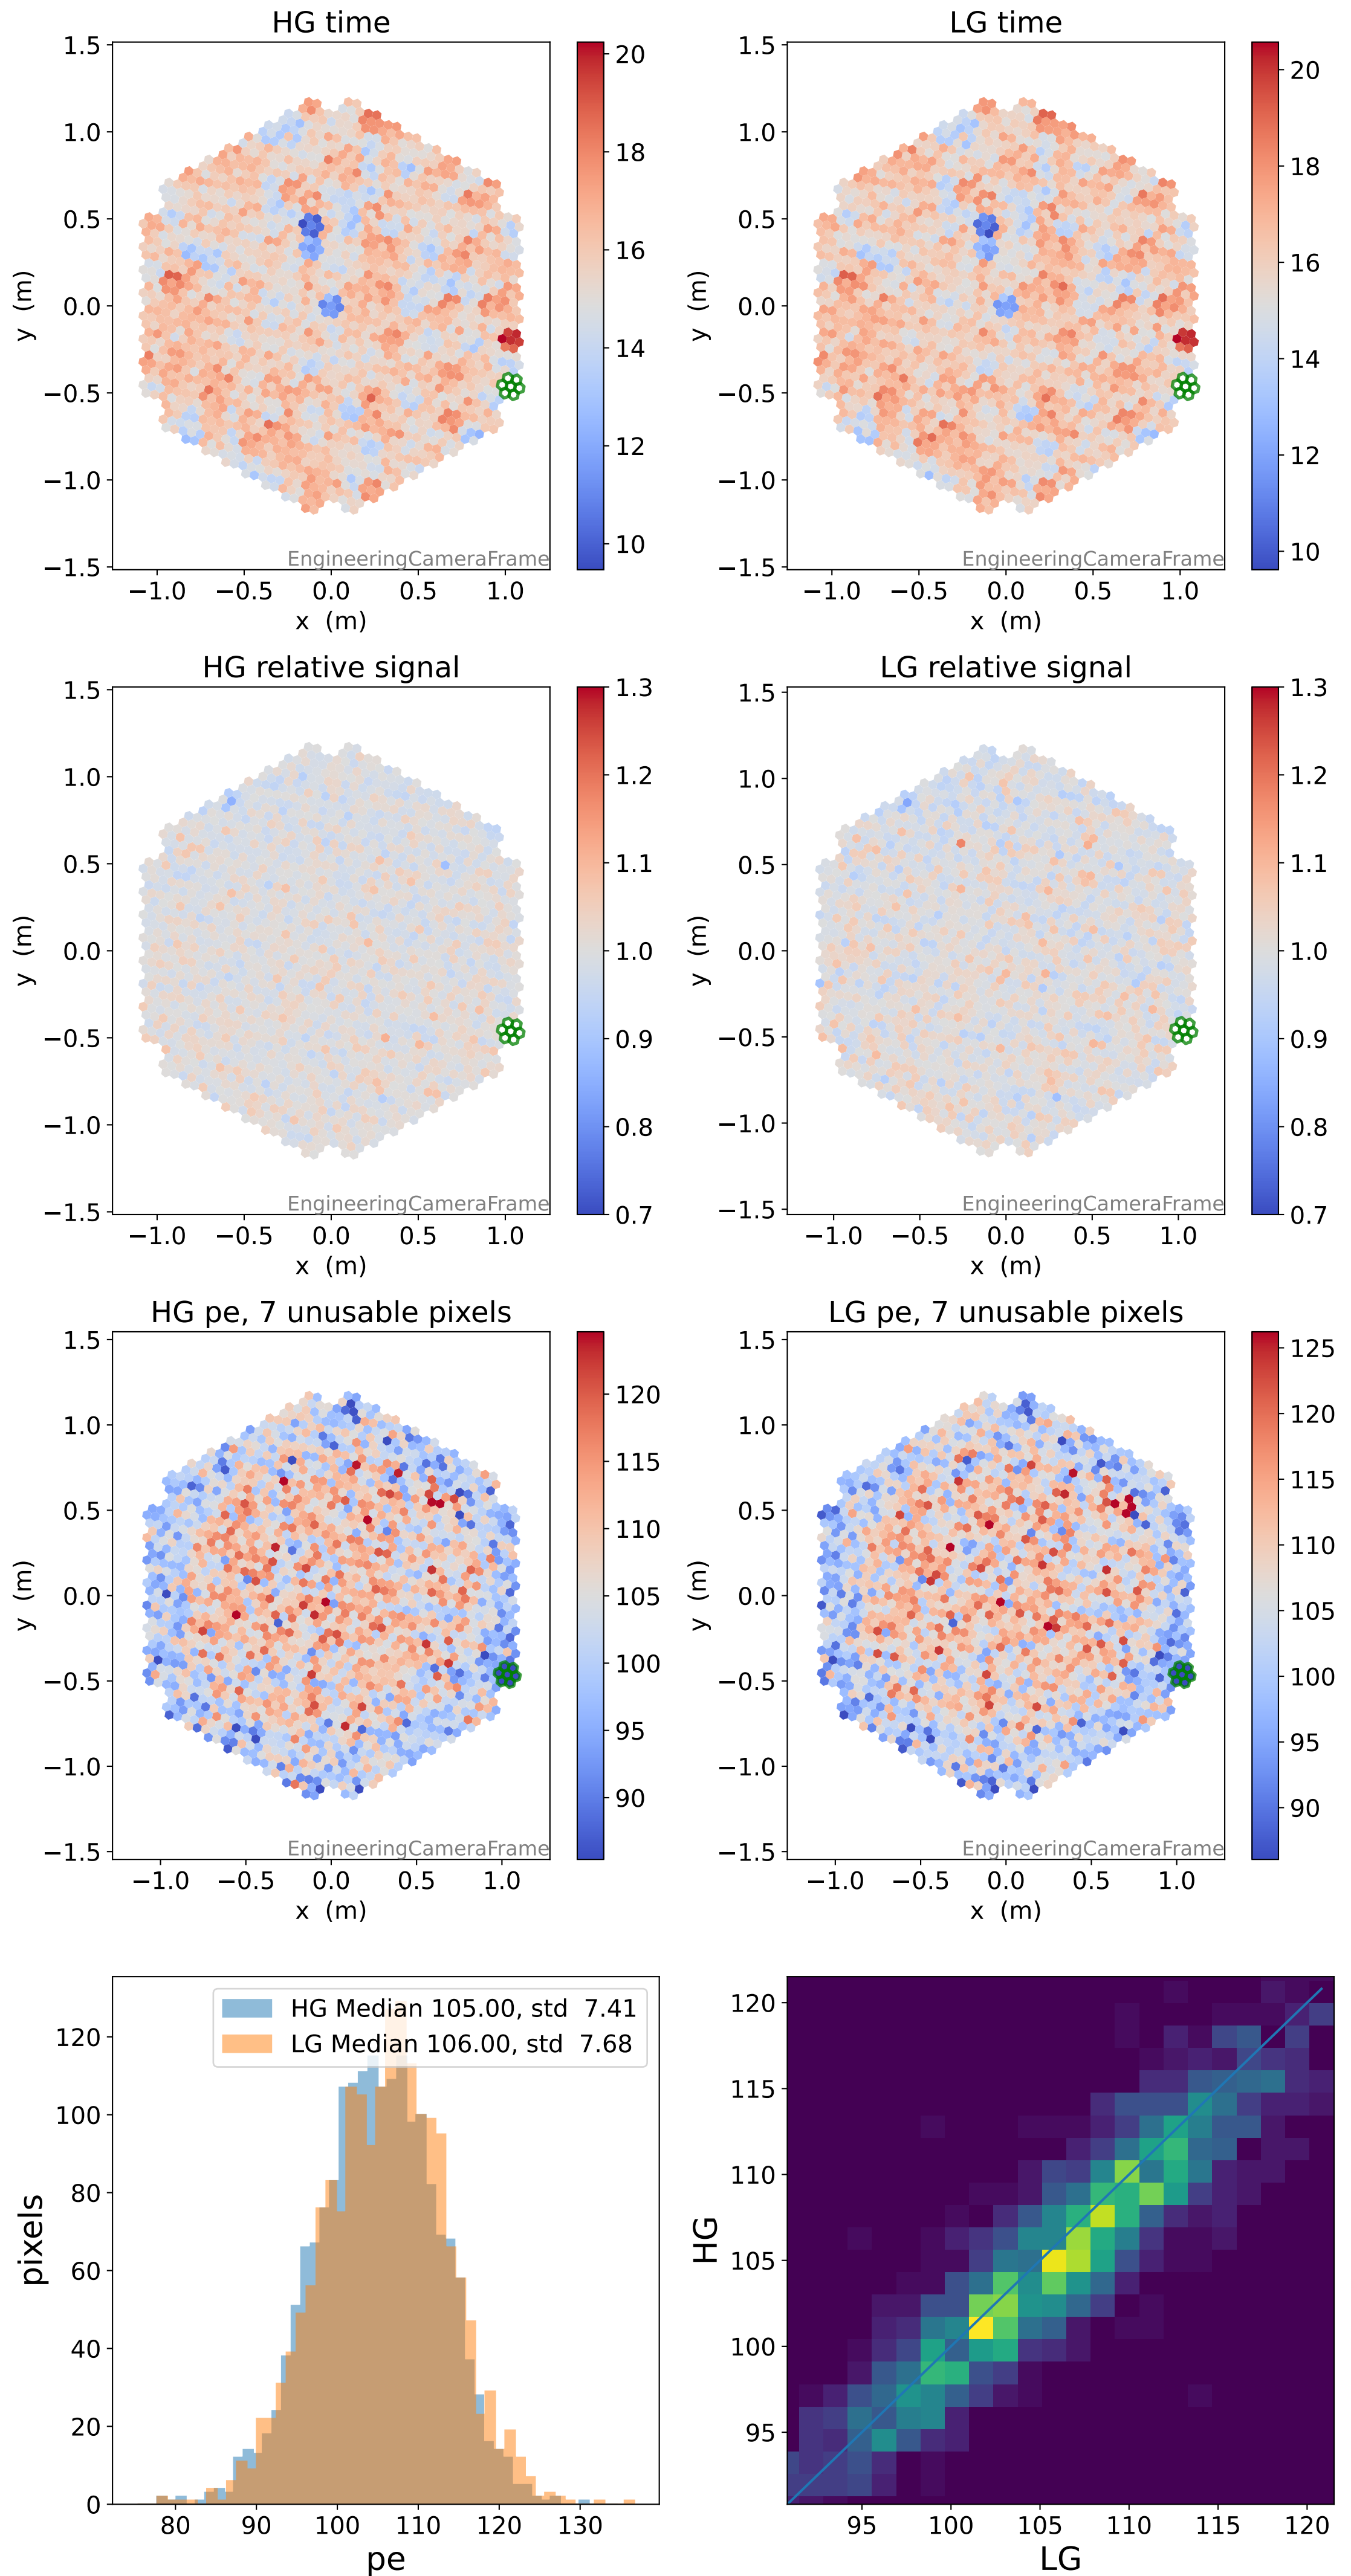 HG time
LG time
1.5
1.0
0.5
0.0
−0.5
−1.0
−1.5
y (m)
EngineeringCameraFrame
−1.0 −0.5 0.0 0.5 1.0
x (m)
20
18
16
14
12
10
1.5
1.0
0.5
0.0
−0.5
−1.0
−1.5
y (m)
EngineeringCameraFrame
−1.0 −0.5 0.0 0.5 1.0
x (m)
20
18
16
14
12
10
HG relative signal
LG relative signal
1.5
1.0
0.5
0.0
−0.5
−1.0
−1.5
y (m)
EngineeringCameraFrame
−1.0 −0.5 0.0 0.5 1.0
x (m)
1.3
1.2
1.1
1.0
0.9
0.8
0.7
1.5
1.0
0.5
0.0
−0.5
−1.0
−1.5
y (m)
EngineeringCameraFrame
−1.0 −0.5 0.0 0.5 1.0
x (m)
1.3
1.2
1.1
1.0
0.9
0.8
0.7
HG pe, 7 unusable pixels
LG pe, 7 unusable pixels
1.5
1.0
0.5
0.0
−0.5
−1.0
−1.5
y (m)
EngineeringCameraFrame
−1.0 −0.5 0.0 0.5 1.0
x (m)
120
115
110
105
100
95
90
1.5
1.0
0.5
0.0
−0.5
−1.0
−1.5
y (m)
EngineeringCameraFrame
−1.0 −0.5 0.0 0.5 1.0
x (m)
125
120
115
110
105
100
95
90
HG Median 105.00, std 7.41
LG Median 106.00, std 7.68
120
100
80
60
40
20
0
pixels
80 90 100 110 120 130
pe
120
115
110
105
100
95
HG
95 100 105 110 115 120
LG